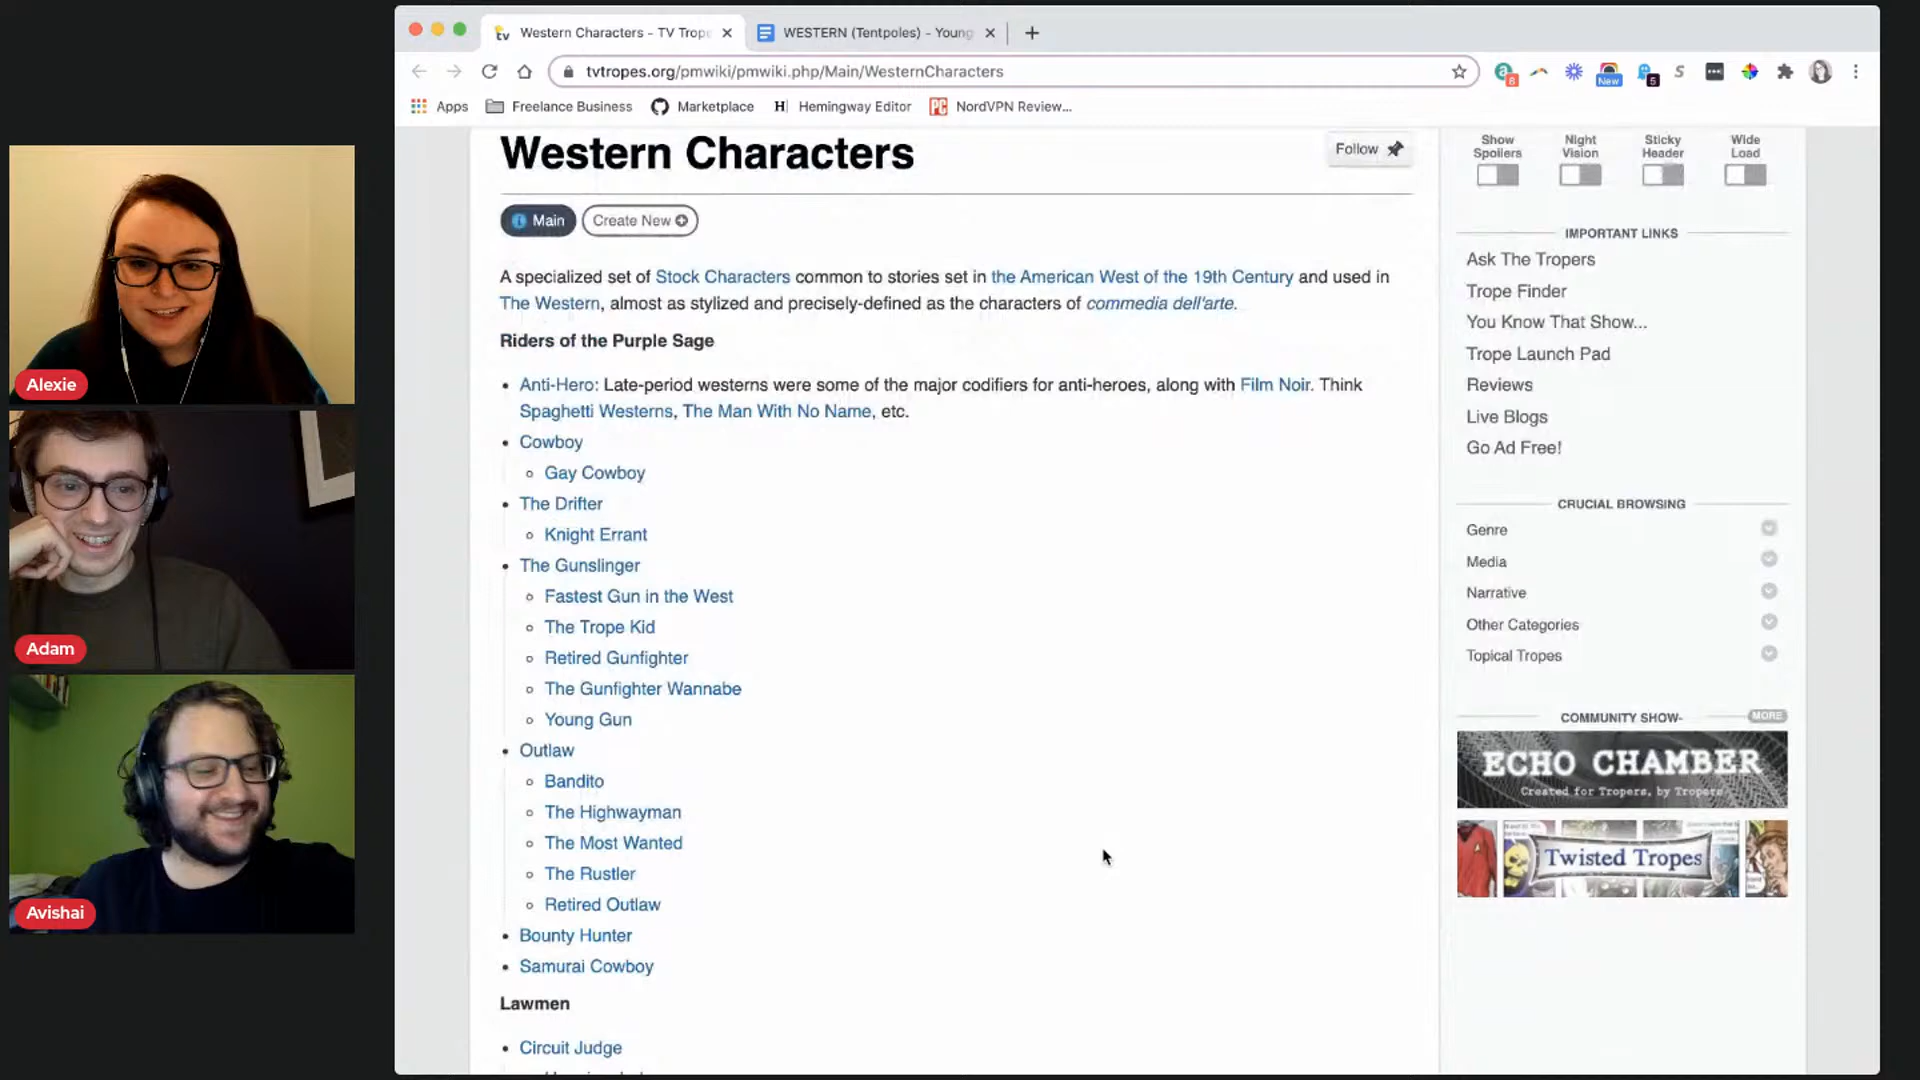 Western Characters - TV Trope
WESTERN (Tentpoles) - Young
tvtropes.org/pmwiki/pmwiki.php/Main/WesternCharacters
8
New
5
Apps
Freelance Business
Marketplace
Hemingway Editor
NordVPN Review...
Western Characters
Follow
Main
Create New
A specialized set of Stock Characters common to stories set in the American West of the 19th Century and used in
The Western, almost as stylized and precisely-defined as the characters of commedia dell'arte.
Riders of the Purple Sage
Anti-Hero: Late-period westerns were some of the major codifiers for anti-heroes, along with Film Noir. Think
Spaghetti Westerns, The Man With No Name, etc.
Cowboy
Gay Cowboy
The Drifter
Knight Errant
The Gunslinger
Fastest Gun in the West
The Trope Kid
Retired Gunfighter
The Gunfighter Wannabe
Young Gun
Outlaw
Bandito
The Highwayman
The Most Wanted
The Rustler
Retired Outlaw
Bounty Hunter
Samurai Cowboy
Lawmen
Circuit Judge
Show Spoilers
Night Vision
Sticky Header
Wide Load
IMPORTANT LINKS
Ask The Tropers
Trope Finder
You Know That Show...
Trope Launch Pad
Reviews
Live Blogs
Go Ad Free!
CRUCIAL BROWSING
Genre
Media
Narrative
Other Categories
Topical Tropes
COMMUNITY SHOW-
MORE
ECHO CHAMBER
Created for Tropers, by Tropers
Twisted Tropes
Alexie
Adam
Avishai